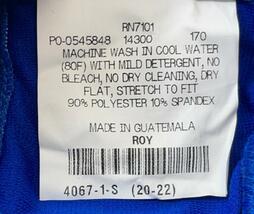 RN7101
PO-0545848 14300 170
MACHINE WASH IN COOL WATER
(80F) WITH MILD DETERGENT, NO
BLEACH, NO DRY CLEANING, DRY
FLAT, STRETCH TO FIT
90% POLYESTER 10% SPANDEX
MADE IN GUATEMALA
ROY
4067-1-S (20-22)